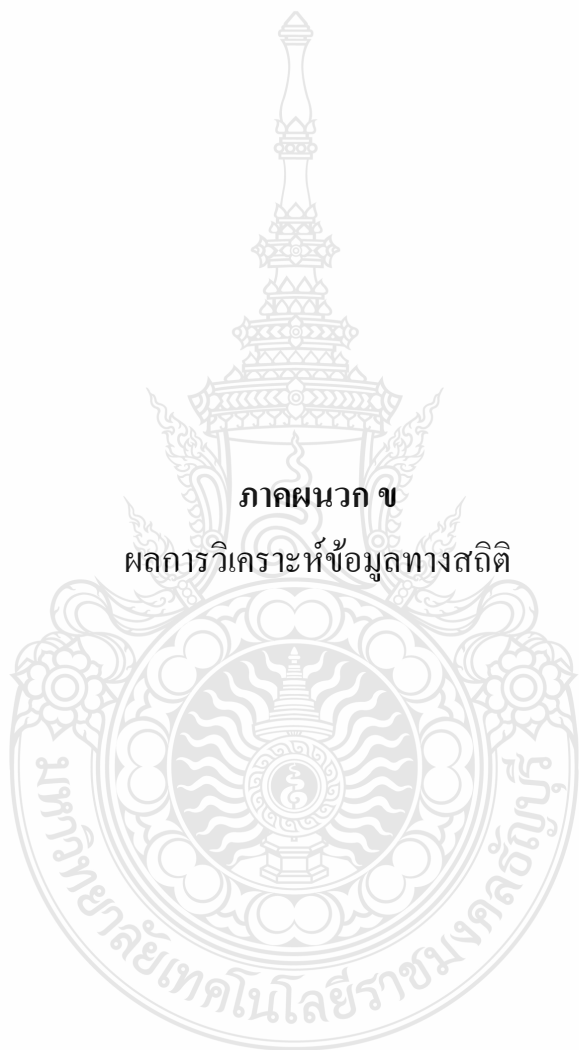 ภาคผนวก ข
ผลการวิเคราะห์ข้อมูลทางสถิติ
มหาวิทยาลัยเทคโนโลยีราชมงคลธัญบุรี